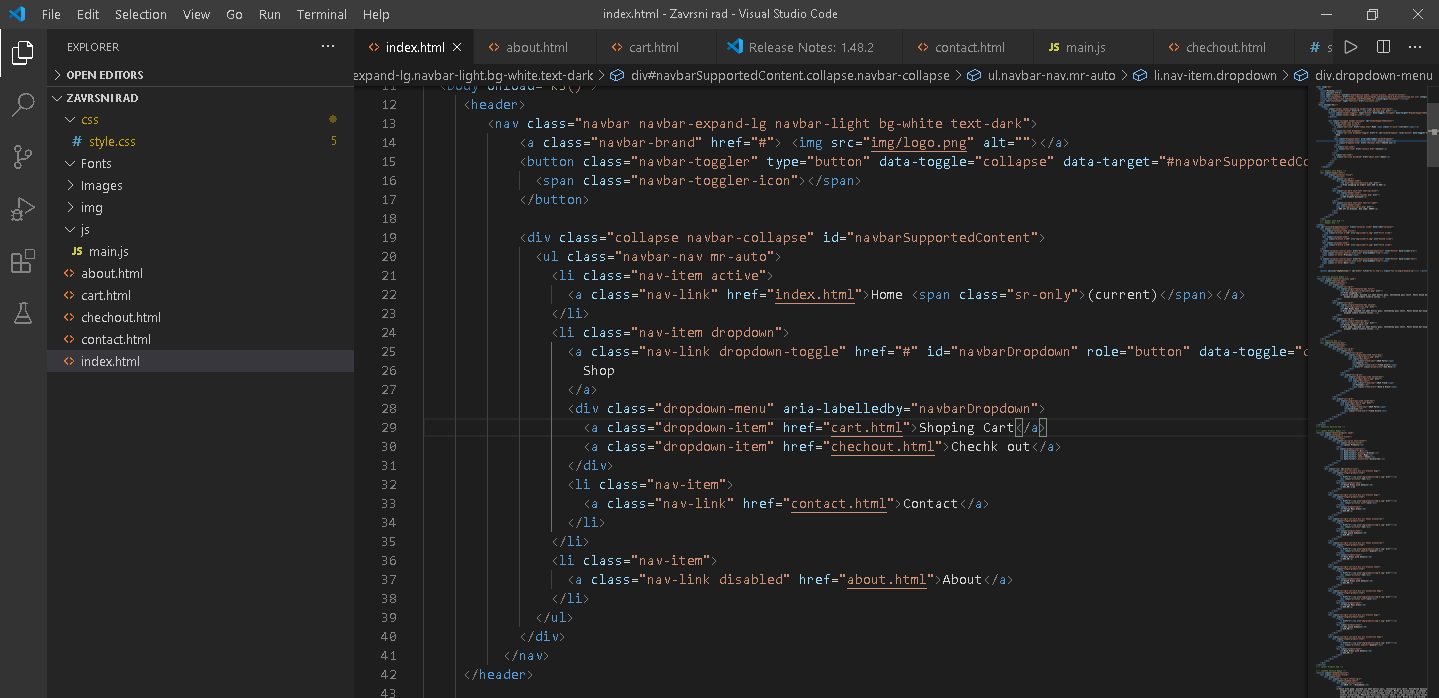 File Edit Selection View Go Run Terminal Help
index.html - Zavrsni rad - Visual Studio Code
EXPLORER
OPEN EDITORS
ZAVRSNI RAD
css
# style.css 5
Fonts
Images
img
js
JS main.js
<> about.html
<> cart.html
<> chechout.html
<> contact.html
<> index.html
<> index.html
<> about.html
<> cart.html
Release Notes: 1.48.2
<> contact.html
JS main.js
<> chechout.html
# s
expand-lg.navbar-light.bg-white.text-dark > div#navbarSupportedContent.collapse.navbar-collapse > ul.navbar-nav.mr-auto > li.nav-item.dropdown > div.dropdown-menu
11 <body onload="k5()">
12 <header>
13 <nav class="navbar navbar-expand-lg navbar-light bg-white text-dark">
14 <a class="navbar-brand" href="#"> <img src="img/logo.png" alt=""></a>
15 <button class="navbar-toggler" type="button" data-toggle="collapse" data-target="#navbarSupportedCo
16 <span class="navbar-toggler-icon"></span>
17 </button>
18
19 <div class="collapse navbar-collapse" id="navbarSupportedContent">
20 <ul class="navbar-nav mr-auto">
21 <li class="nav-item active">
22 <a class="nav-link" href="index.html">Home <span class="sr-only">(current)</span></a>
23 </li>
24 <li class="nav-item dropdown">
25 <a class="nav-link dropdown-toggle" href="#" id="navbarDropdown" role="button" data-toggle="d
26 Shop
27 </a>
28 <div class="dropdown-menu" aria-labelledby="navbarDropdown">
29 <a class="dropdown-item" href="cart.html">Shoping Cart</a>
30 <a class="dropdown-item" href="chechout.html">Chechk out</a>
31 </div>
32 <li class="nav-item">
33 <a class="nav-link" href="contact.html">Contact</a>
34 </li>
35 </li>
36 <li class="nav-item">
37 <a class="nav-link disabled" href="about.html">About</a>
38 </li>
39 </ul>
40 </div>
41 </nav>
42 </header>
43